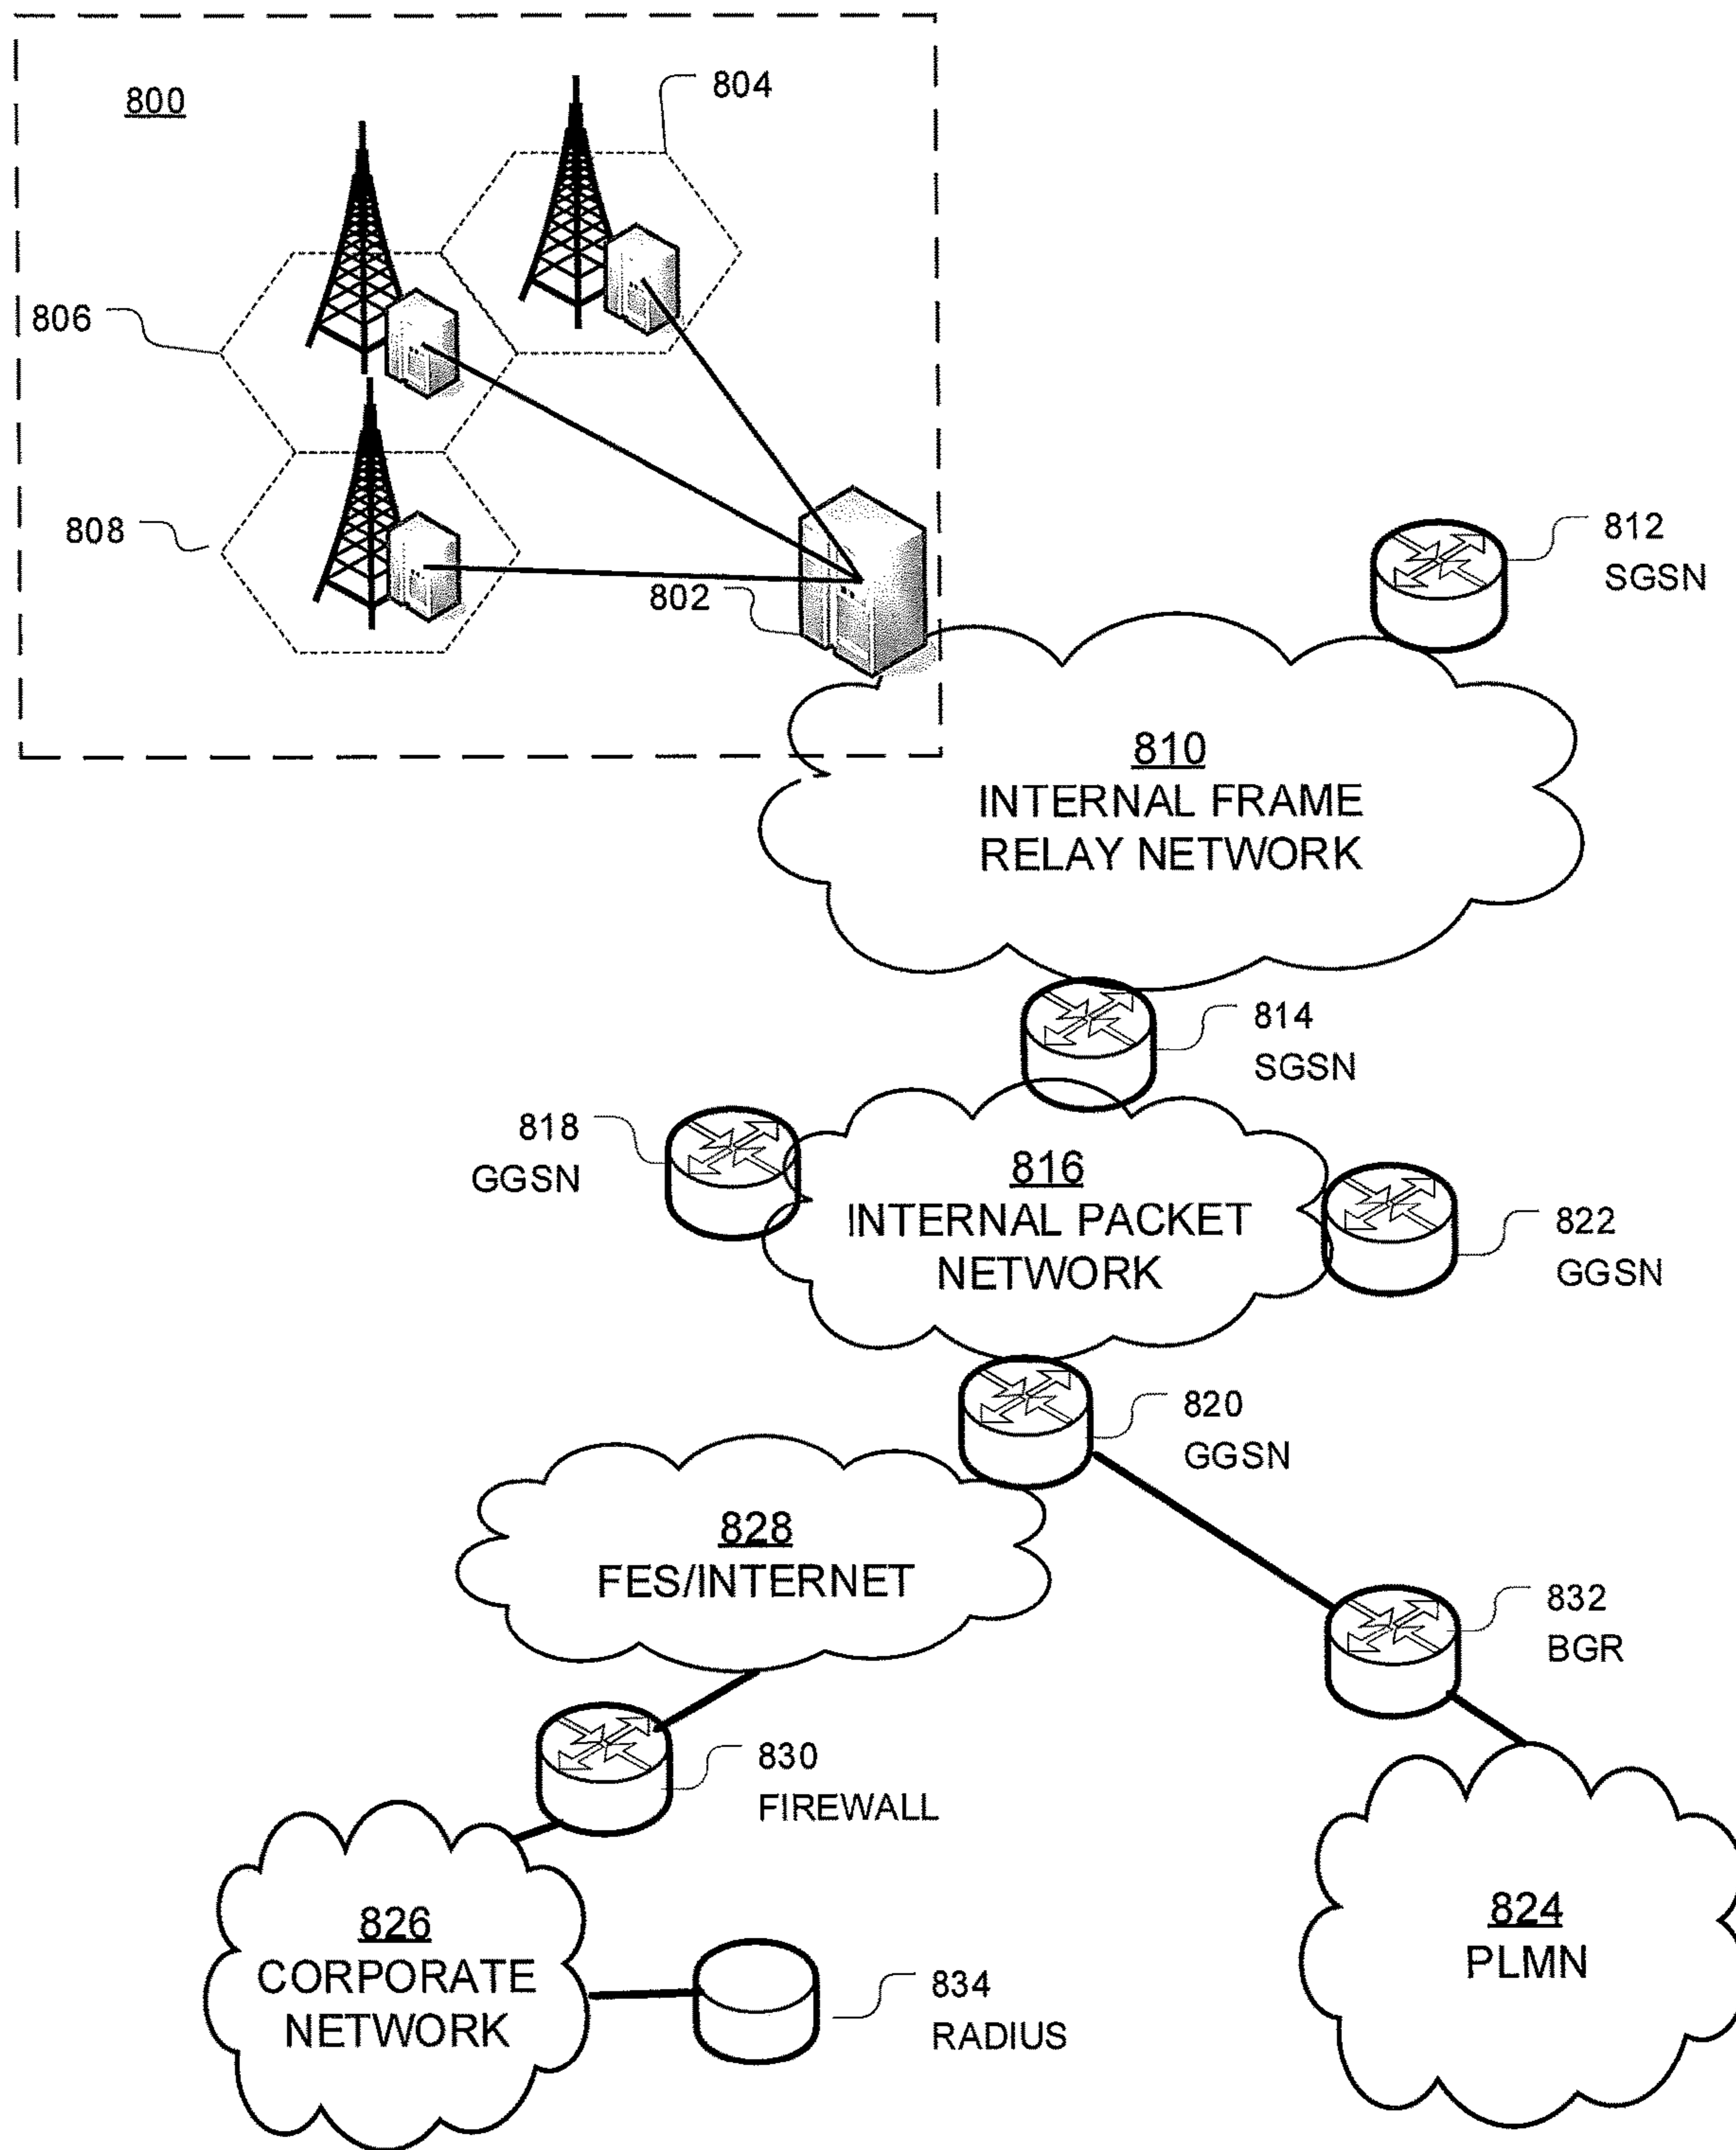 800
804
806
808
802
812
SGSN
810
INTERNAL FRAME
RELAY NETWORK
814
SGSN
818
GGSN
816
INTERNAL PACKET
NETWORK
822
GGSN
820
GGSN
828
FES/INTERNET
832
BGR
830
FIREWALL
826
CORPORATE
NETWORK
834
RADIUS
824
PLMN